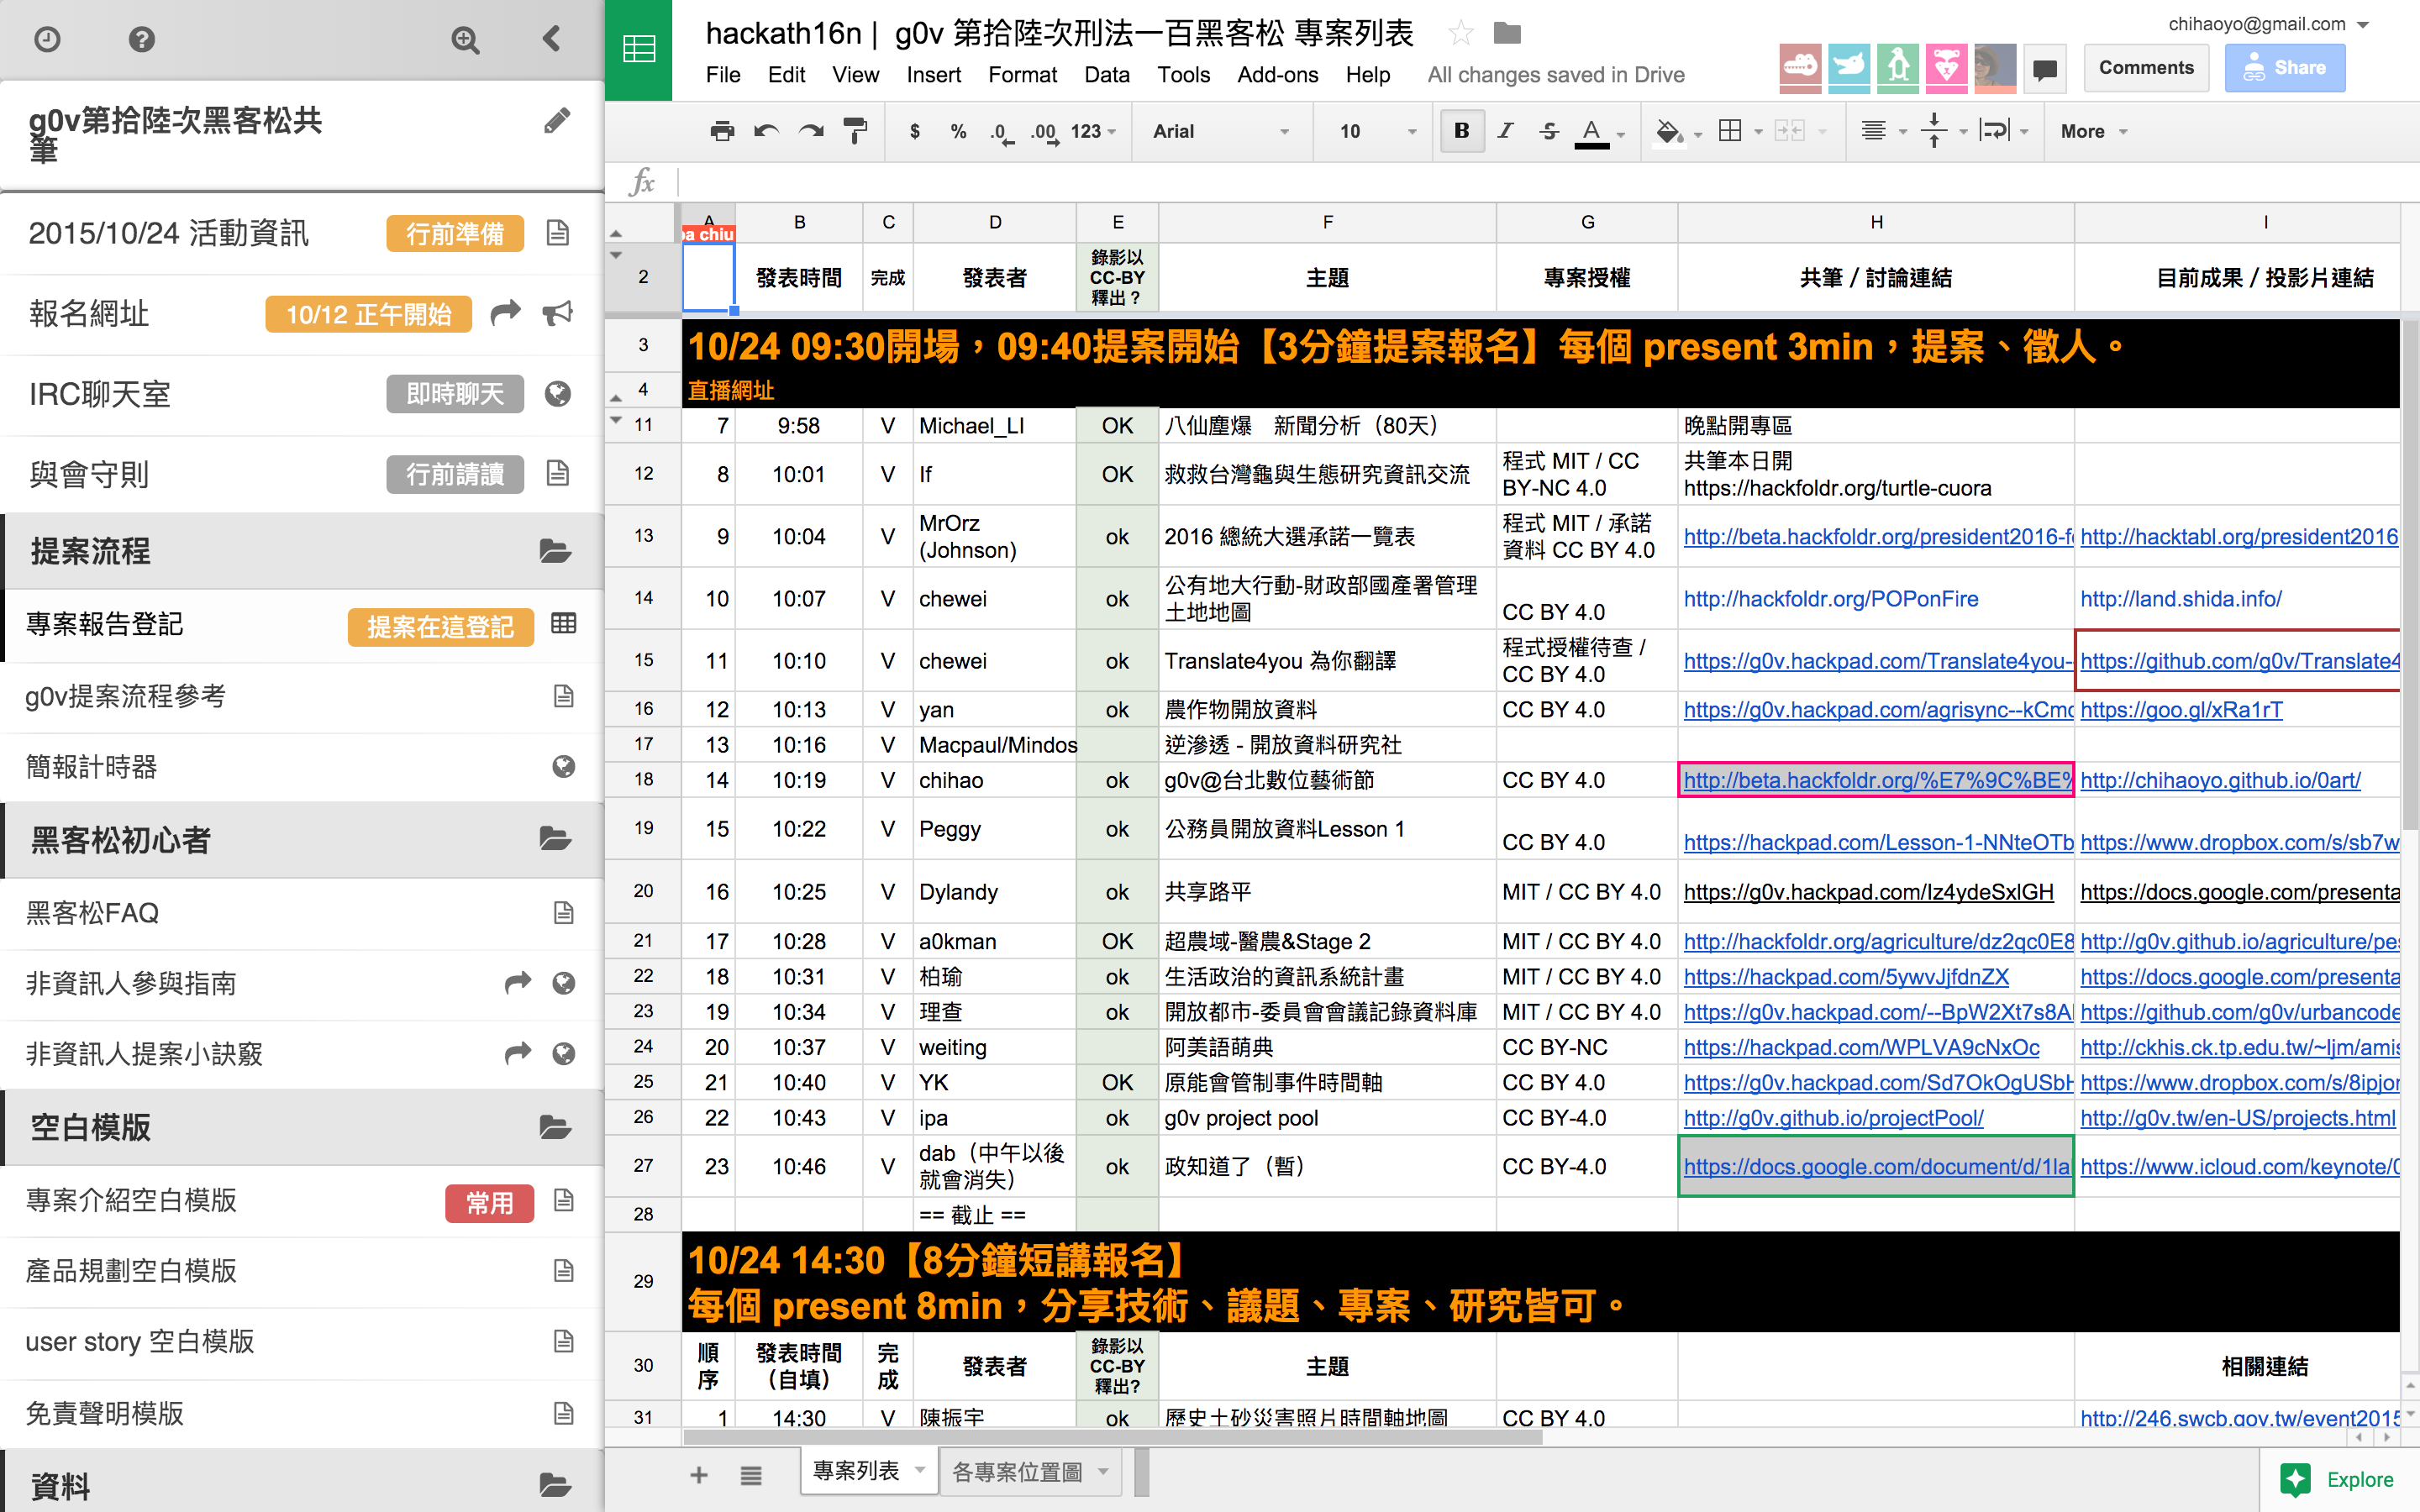 g0v第拾陸次黑客松共
筆
2015/10/24 活動資訊 行前準備
報名網址 10/12 正午開始
IRC聊天室 即時聊天
與會守則 行前請讀
提案流程
專案報告登記 提案在這登記
g0v提案流程參考
簡報計時器
黑客松初心者
黑客松FAQ
非資訊人參與指南
非資訊人提案小訣竅
空白模版
專案介紹空白模版 常用
產品規劃空白模版
user story 空白模版
免責聲明模版
資料
hackath16n | g0v 第拾陸次刑法一百黑客松 專案列表
chihaoyo@gmail.com
File Edit View Insert Format Data Tools Add-ons Help All changes saved in Drive
Comments Share
$ % .0 .00 123 Arial 10 B I S A More
fx
A B C D E F G H I
a chiu
2 發表時間 完成 發表者 錄影以 CC-BY 釋出？ 主題 專案授權 共筆 / 討論連結 目前成果 / 投影片連結
3 10/24 09:30開場，09:40提案開始【3分鐘提案報名】每個 present 3min，提案、徵人。
4 直播網址
11 7 9:58 V Michael_LI OK 八仙塵爆 新聞分析（80天） 晚點開專區
12 8 10:01 V If OK 救救台灣龜與生態研究資訊交流 程式 MIT / CC BY-NC 4.0 共筆本日開 https://hackfoldr.org/turtle-cuora
13 9 10:04 V MrOrz (Johnson) ok 2016 總統大選承諾一覽表 程式 MIT / 承諾資料 CC BY 4.0 http://beta.hackfoldr.org/president2016-f http://hacktabl.org/president2016
14 10 10:07 V chewei ok 公有地大行動-財政部國產署管理土地地圖 CC BY 4.0 http://hackfoldr.org/POPonFire http://land.shida.info/
15 11 10:10 V chewei ok Translate4you 為你翻譯 程式授權待查 / CC BY 4.0 https://g0v.hackpad.com/Translate4you- https://github.com/g0v/Translate4
16 12 10:13 V yan ok 農作物開放資料 CC BY 4.0 https://g0v.hackpad.com/agrisync--kCm https://goo.gl/xRa1rT
17 13 10:16 V Macpaul/Mindos 逆滲透 - 開放資料研究社
18 14 10:19 V chihao ok g0v@台北數位藝術節 CC BY 4.0 http://beta.hackfoldr.org/%E7%9C%BE% http://chihaoyo.github.io/0art/
19 15 10:22 V Peggy ok 公務員開放資料Lesson 1 CC BY 4.0 https://hackpad.com/Lesson-1-NNteOTb https://www.dropbox.com/s/sb7w
20 16 10:25 V Dylandy ok 共享路平 MIT / CC BY 4.0 https://g0v.hackpad.com/Iz4ydeSxlGH https://docs.google.com/presenta
21 17 10:28 V a0kman OK 超農域-醫農&Stage 2 MIT / CC BY 4.0 http://hackfoldr.org/agriculture/dz2qc0E8 http://g0v.github.io/agriculture/pes
22 18 10:31 V 柏瑜 ok 生活政治的資訊系統計畫 MIT / CC BY 4.0 https://hackpad.com/5ywvJjfdnZX https://docs.google.com/presenta
23 19 10:34 V 理查 ok 開放都市-委員會會議記錄資料庫 MIT / CC BY 4.0 https://g0v.hackpad.com/--BpW2Xt7s8A https://github.com/g0v/urbancode
24 20 10:37 V weiting 阿美語萌典 CC BY-NC https://hackpad.com/WPLVA9cNxOc http://ckhis.ck.tp.edu.tw/~ljm/amis
25 21 10:40 V YK OK 原能會管制事件時間軸 CC BY 4.0 https://g0v.hackpad.com/Sd7OkOgUSbH https://www.dropbox.com/s/8ipjor
26 22 10:43 V ipa ok g0v project pool CC BY-4.0 http://g0v.github.io/projectPool/ http://g0v.tw/en-US/projects.html
27 23 10:46 V dab（中午以後就會消失） ok 政知道了（暫） CC BY-4.0 https://docs.google.com/document/d/1la https://www.icloud.com/keynote/0
28 == 截止 ==
29 10/24 14:30【8分鐘短講報名】
每個 present 8min，分享技術、議題、專案、研究皆可。
30 順序 發表時間（自填） 完成 發表者 錄影以 CC-BY 釋出? 主題 相關連結
31 1 14:30 V 陳振宇 ok 歷史土砂災害照片時間軸地圖 CC BY 4.0 http://246.swcb.gov.tw/event2015
專案列表 各專案位置圖 Explore